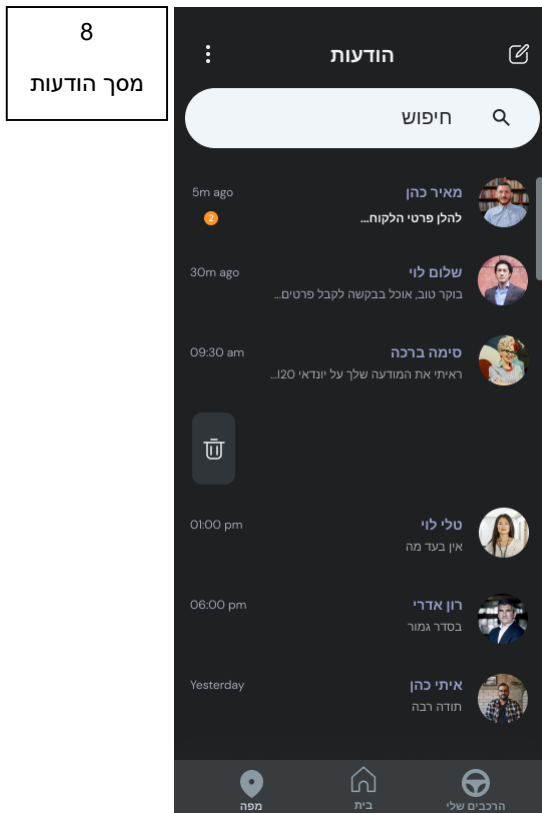 8
מסך הודעות
הודעות
חיפוש
מאיר כהן
5m ago
להלן פרטי הלקוח...
2
שלום לוי
30m ago
בוקר טוב, אוכל בבקשה לקבל פרטים...
סימה ברכה
09:30 am
ראיתי את המודעה שלך על יונדאי I20...
טלי לוי
01:00 pm
אין בעד מה
רון אדרי
06:00 pm
בסדר גמור
איתי כהן
Yesterday
תודה רבה
הרכבים שלי
בית
מפה